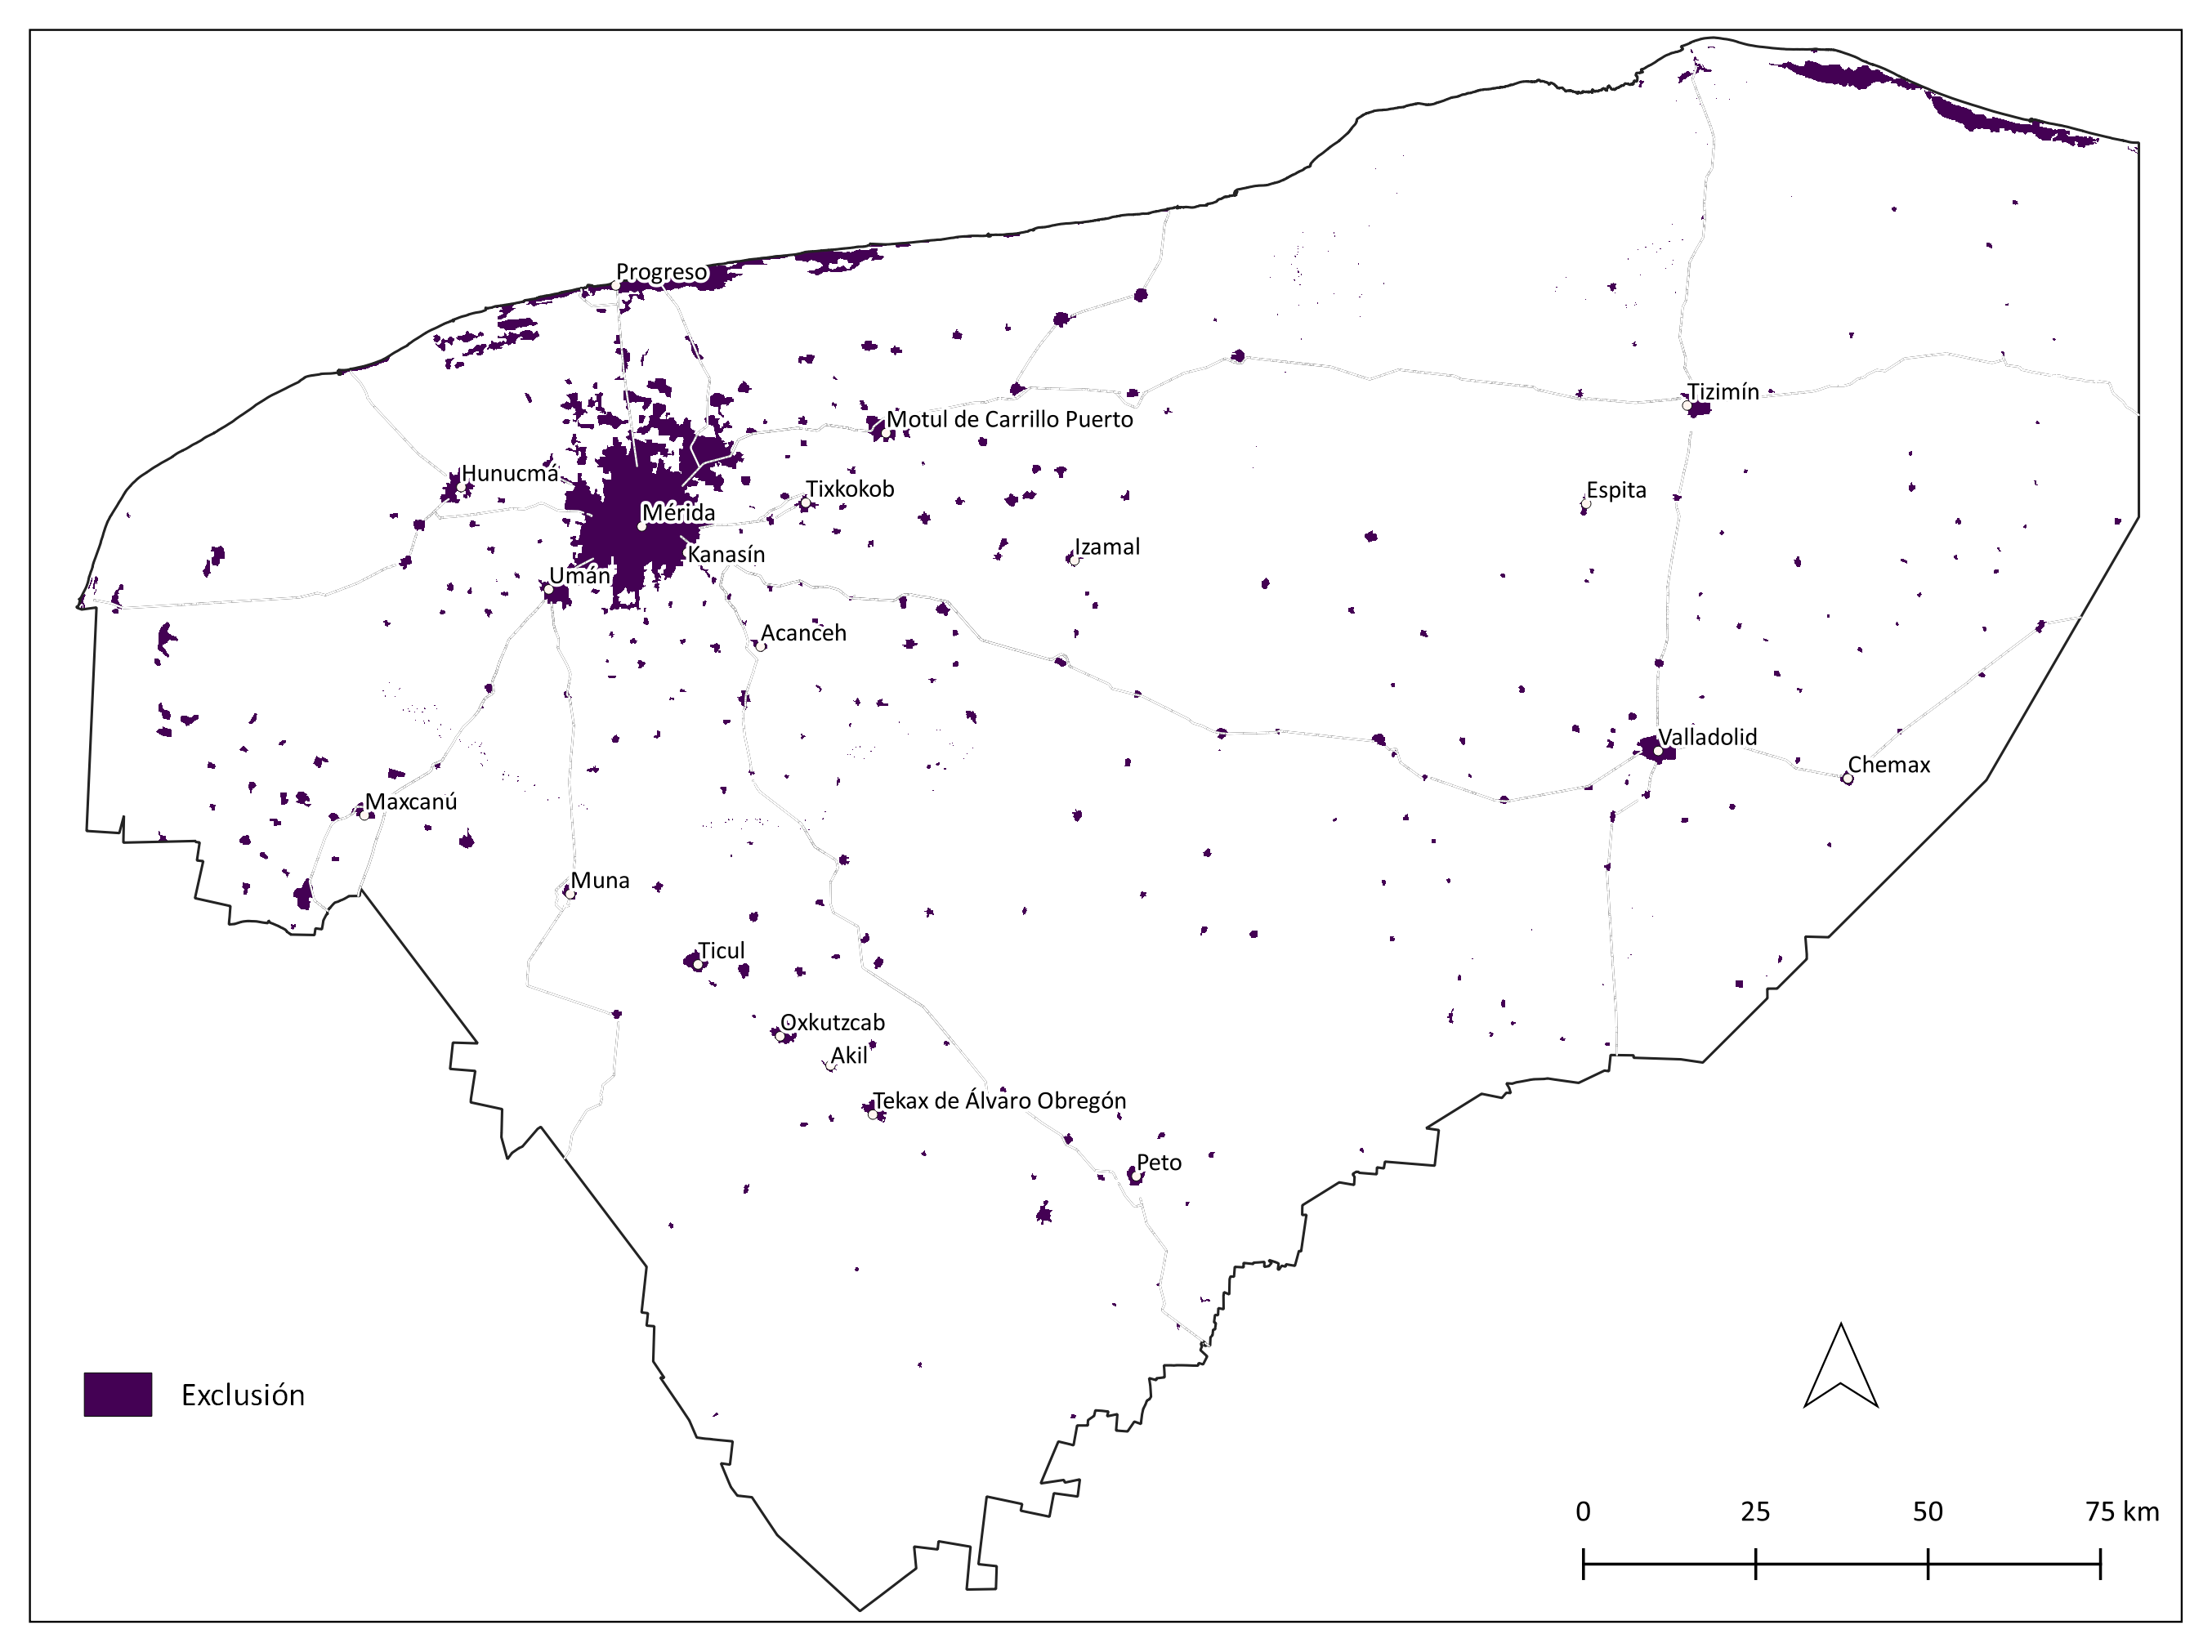 Progreso
Tizimín
Motul de Carrillo Puerto
Hunucmá
Tixkokob
Espita
Mérida
Izamal
Kanasín
Umán
Acanceh
Valladolid
Chemax
Maxcanú
Muna
Ticul
Oxkutzcab
Akil
Tekax de Álvaro Obregón
Peto
Exclusión
0 25 50 75 km